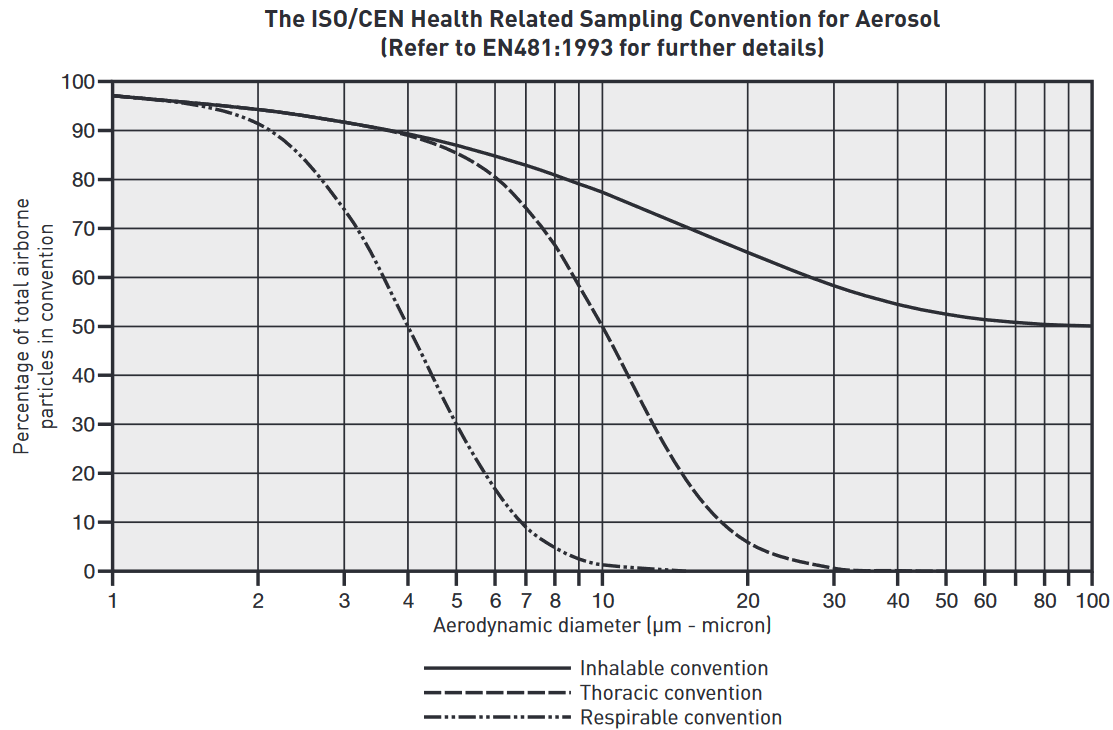 The ISO/CEN Health Related Sampling Convention for Aerosol
(Refer to EN481:1993 for further details)
Percentage of total airborne
particles in convention
100
90
80
70
60
50
40
30
20
10
0
1 2 3 4 5 6 7 8 10 20 30 40 50 60 80 100
Aerodynamic diameter (µm - micron)
Inhalable convention
Thoracic convention
Respirable convention